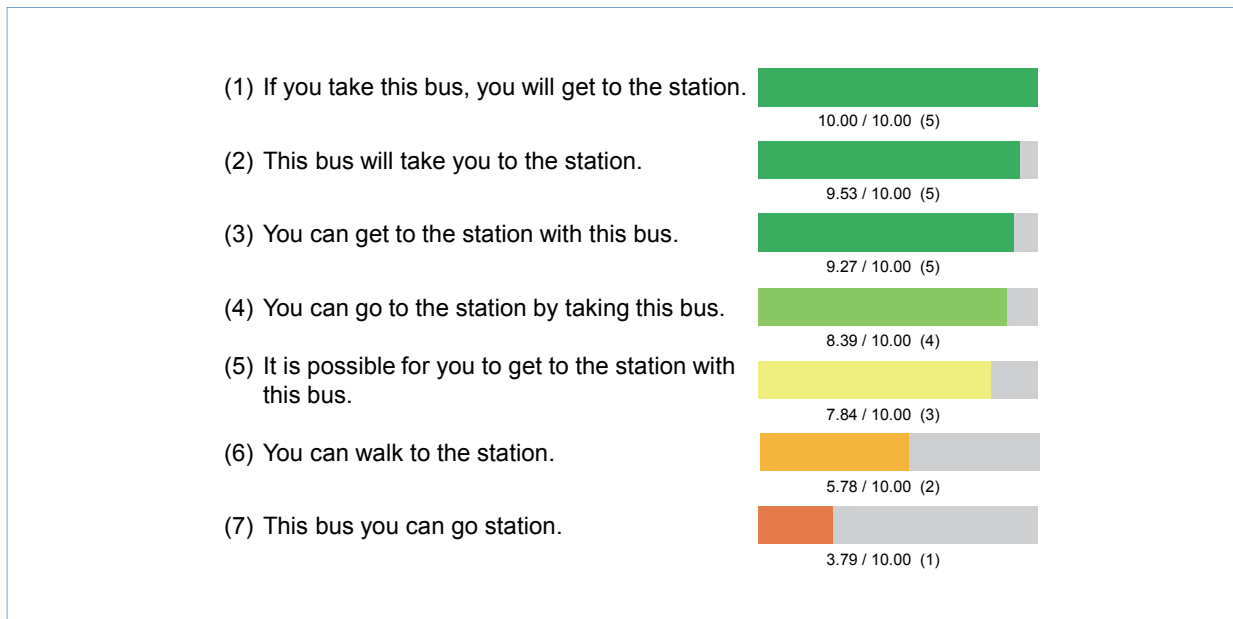 (1) If you take this bus, you will get to the station.
10.00 / 10.00 (5)
(2) This bus will take you to the station.
9.53 / 10.00 (5)
(3) You can get to the station with this bus.
9.27 / 10.00 (5)
(4) You can go to the station by taking this bus.
8.39 / 10.00 (4)
(5) It is possible for you to get to the station with
this bus.
7.84 / 10.00 (3)
(6) You can walk to the station.
5.78 / 10.00 (2)
(7) This bus you can go station.
3.79 / 10.00 (1)